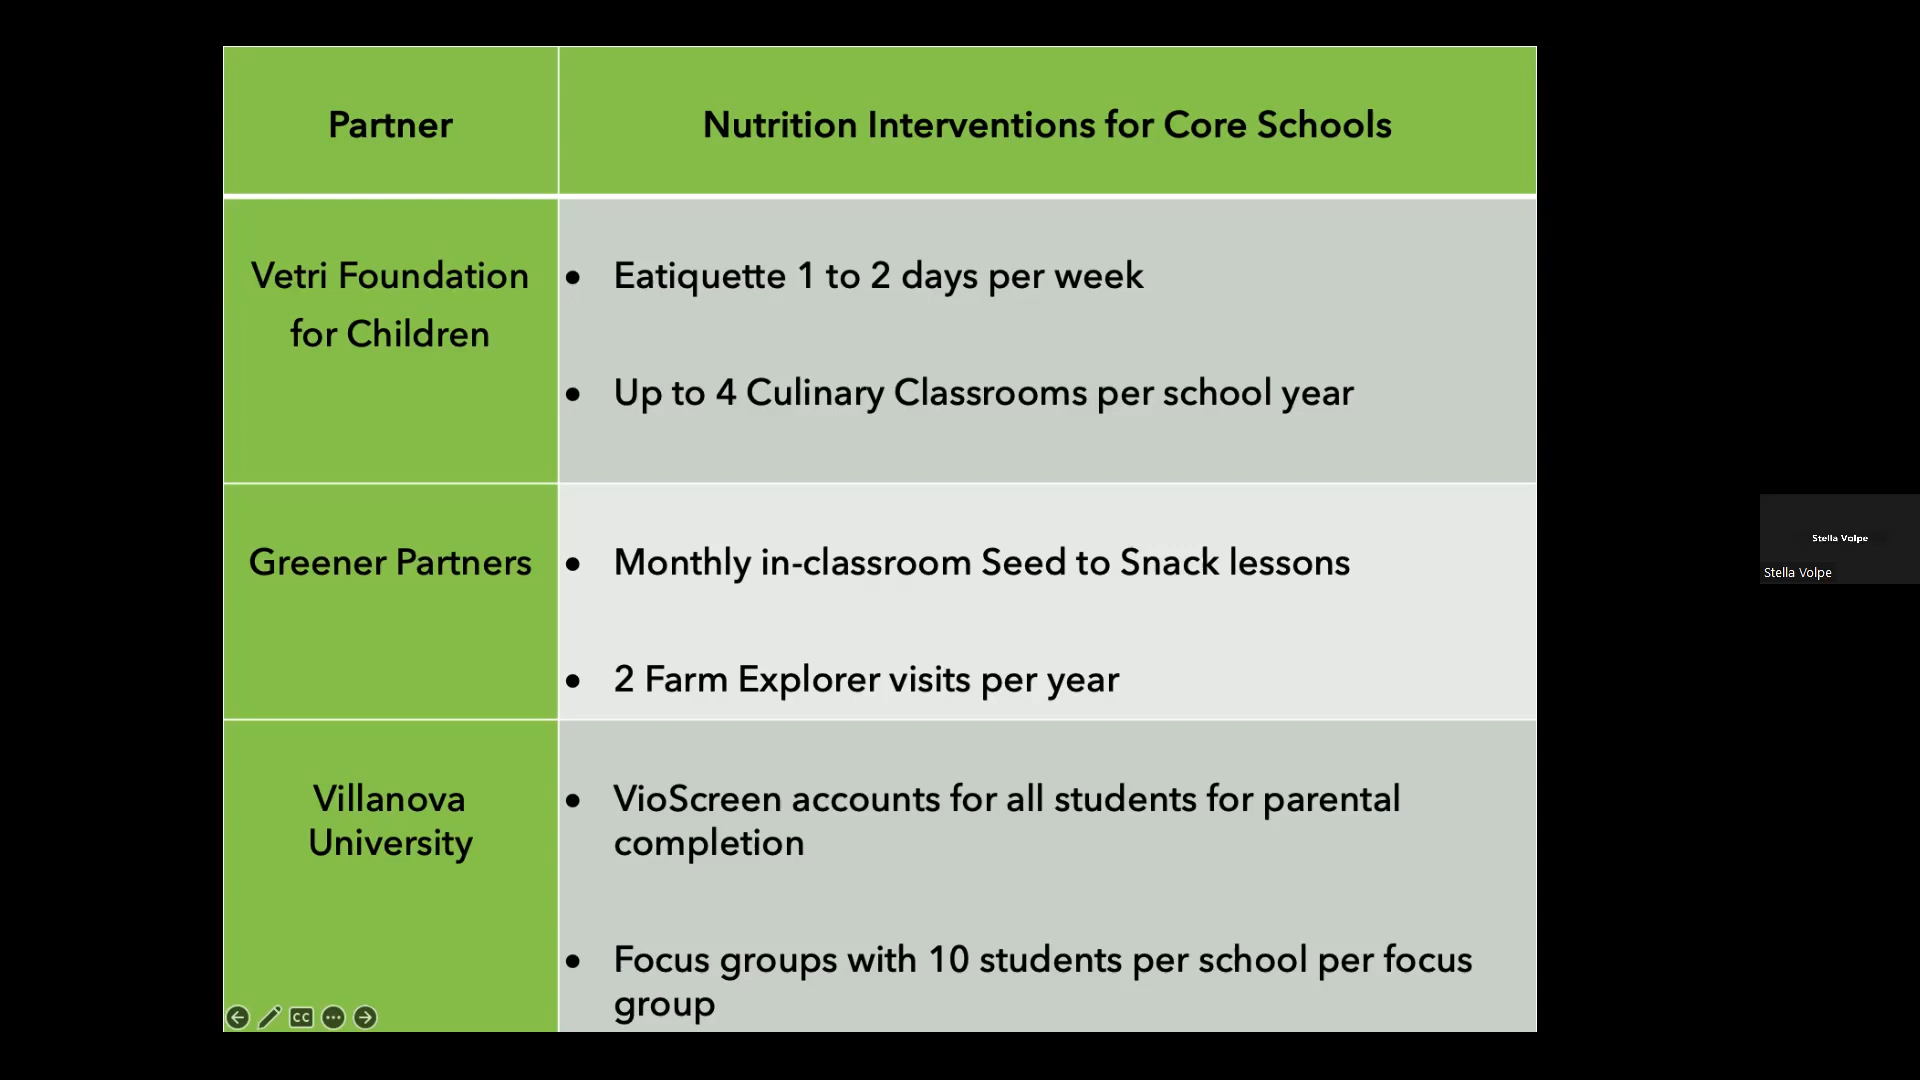 Partner
Nutrition Interventions for Core Schools
Vetri Foundation
for Children
• Eatiquette 1 to 2 days per week
• Up to 4 Culinary Classrooms per school year
Greener Partners
• Monthly in-classroom Seed to Snack lessons
• 2 Farm Explorer visits per year
Villanova
University
• VioScreen accounts for all students for parental
completion
• Focus groups with 10 students per school per focus
group
CC
Stella Volpe
Stella Volpe